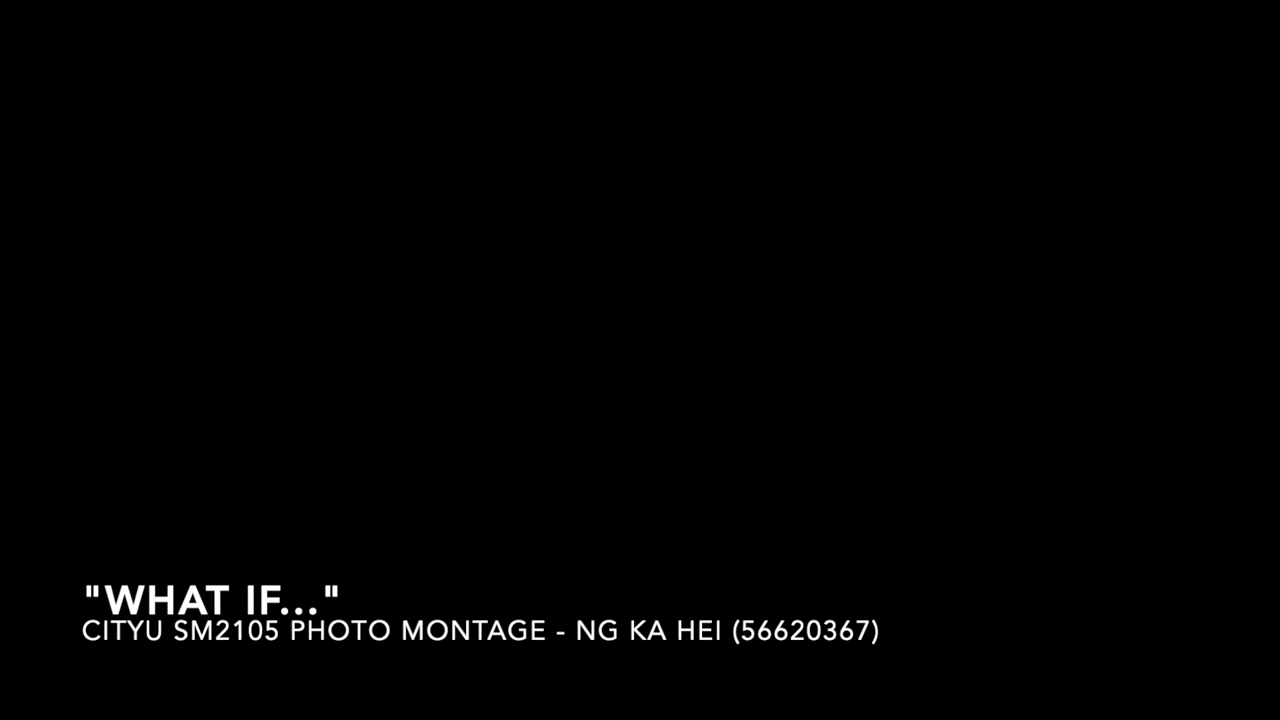 "WHAT IF..."
CITYU SM2105 PHOTO MONTAGE - NG KA HEI (56620367)